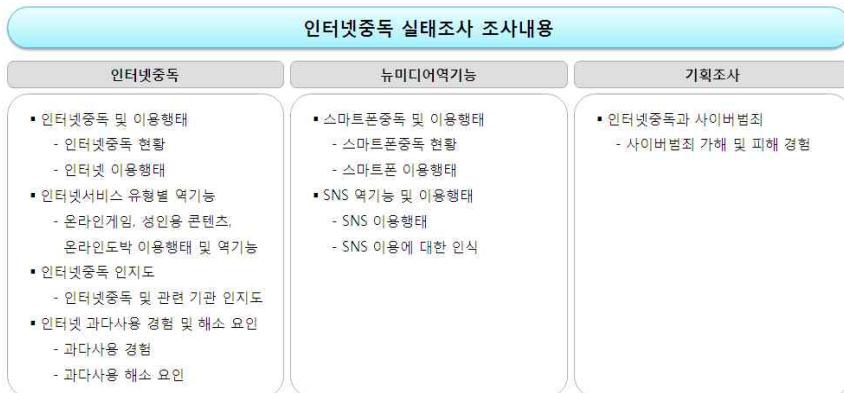 인터넷중독 실태조사 조사내용
인터넷중독
▪ 인터넷중독 및 이용행태
- 인터넷중독 현황
- 인터넷 이용행태
▪ 인터넷서비스 유형별 역기능
- 온라인게임, 성인용 콘텐츠,
온라인도박 이용행태 및 역기능
▪ 인터넷중독 인지도
- 인터넷중독 및 관련 기관 인지도
▪ 인터넷 과다사용 경험 및 해소 요인
- 과다사용 경험
- 과다사용 해소 요인
뉴미디어역기능
▪ 스마트폰중독 및 이용행태
- 스마트폰중독 현황
- 스마트폰 이용행태
▪ SNS 역기능 및 이용행태
- SNS 이용행태
- SNS 이용에 대한 인식
기획조사
▪ 인터넷중독과 사이버범죄
- 사이버범죄 가해 및 피해 경험